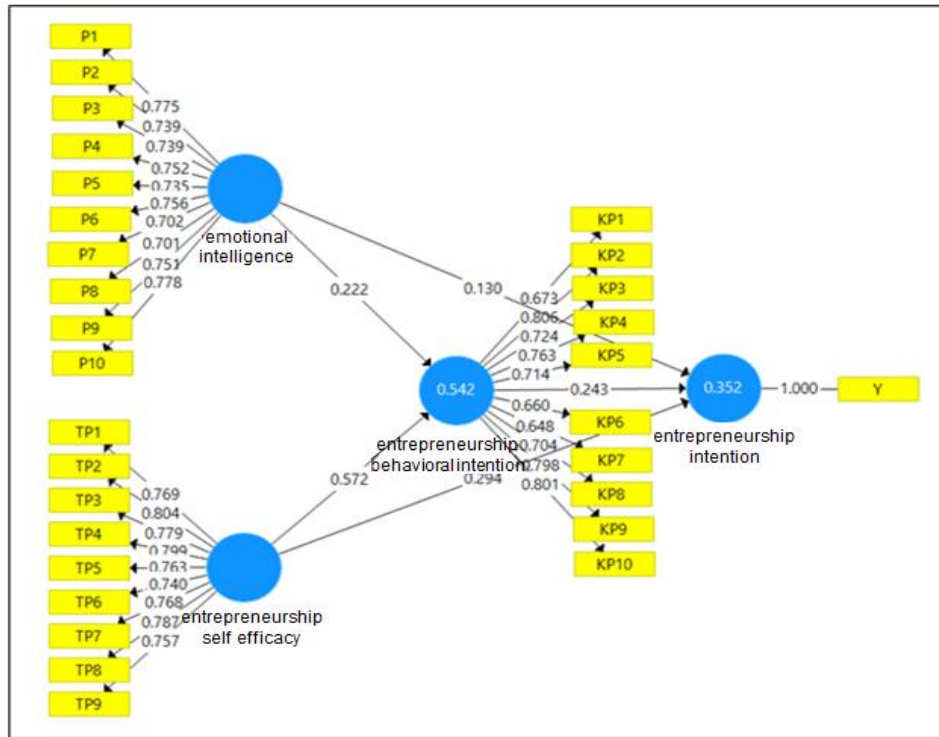 P1
P2
P3
P4
P5
P6
P7
P8
P9
P10
0.775
0.739
0.739
0.752
0.735
0.756
0.702
0.701
0.751
0.778
emotional
intelligence
0.222
0.130
TP1
TP2
TP3
TP4
TP5
TP6
TP7
TP8
TP9
0.769
0.804
0.779
0.799
0.763
0.740
0.768
0.787
0.757
entrepreneurship
self efficacy
0.572
0.294
0.542
entrepreneurship
behavioral intention
0.673
0.806
0.724
0.763
0.714
0.243
0.660
0.648
0.704
0.798
0.801
KP1
KP2
KP3
KP4
KP5
KP6
KP7
KP8
KP9
KP10
0.352
entrepreneurship
intention
1.000
Y